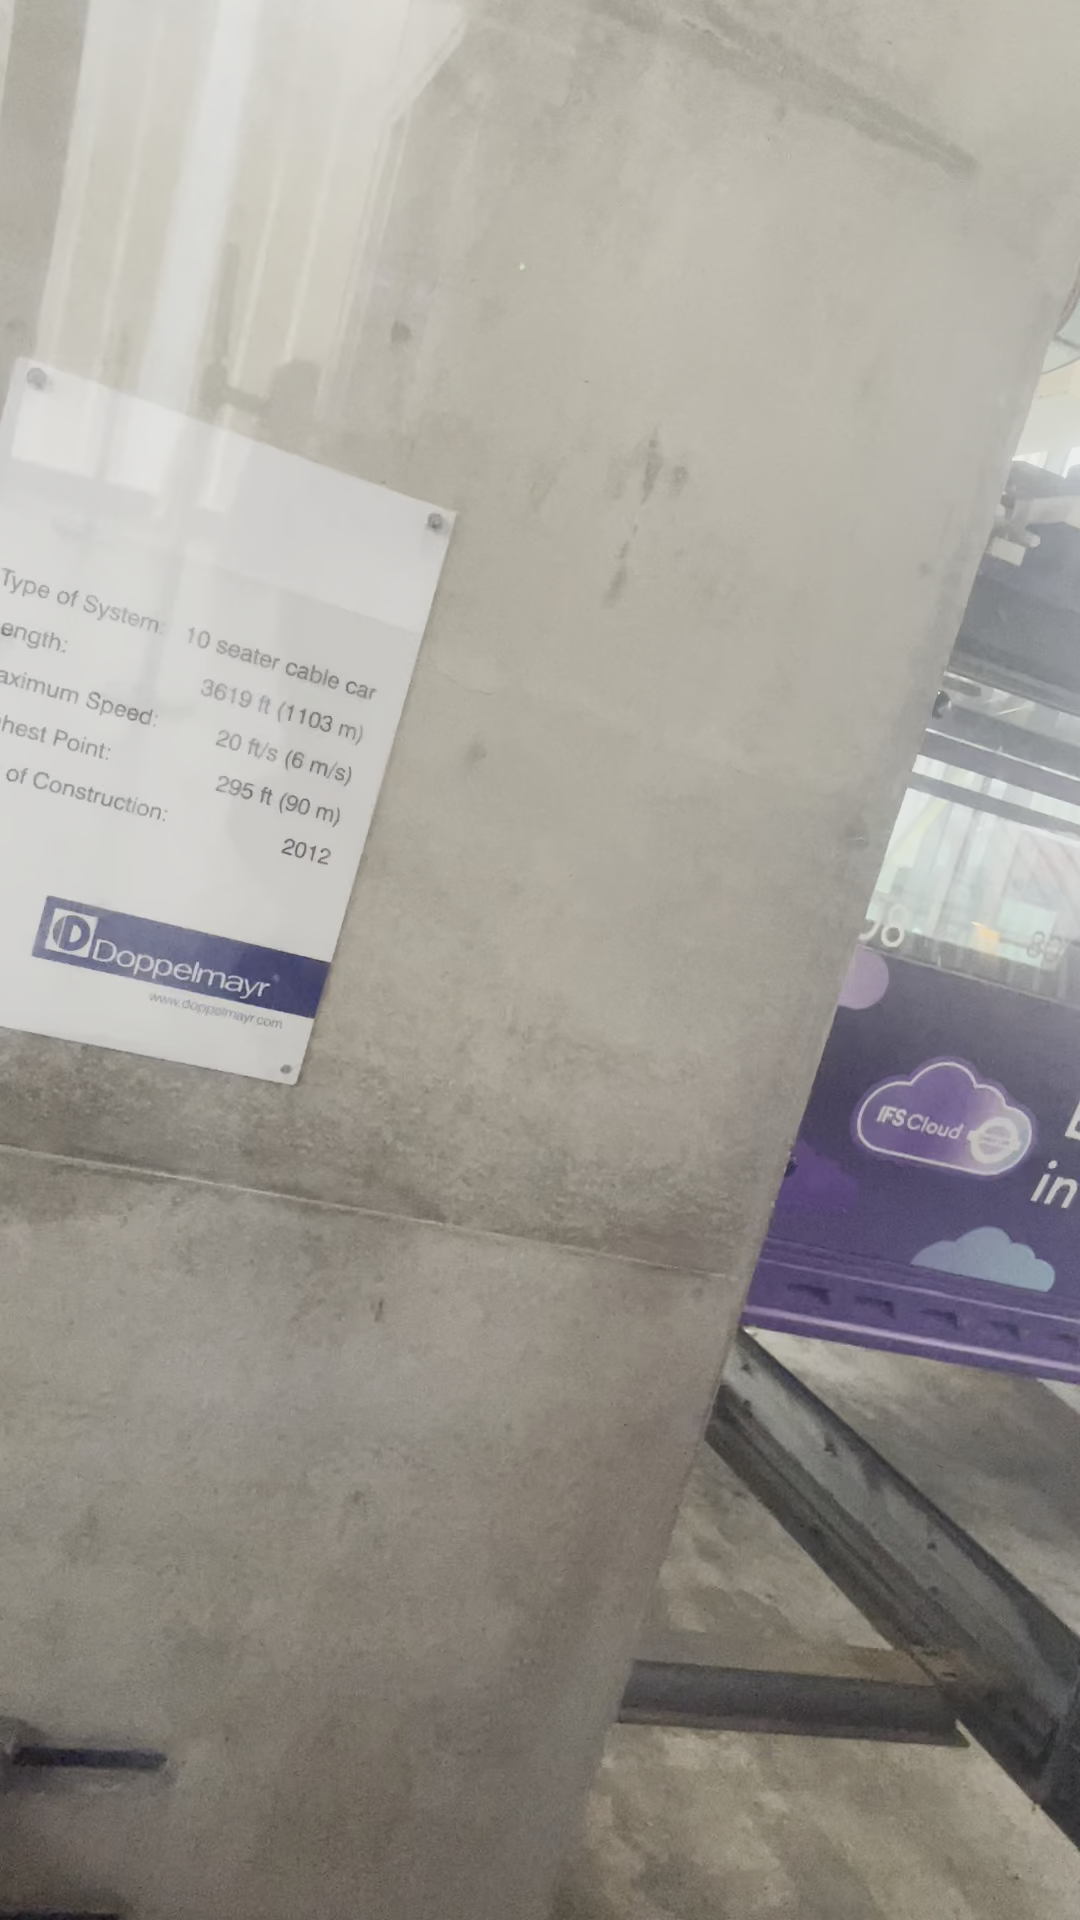 Type of System: 10 seater cable car
ength: 3619 ft (1103 m)
aximum Speed: 20 ft/s (6 m/s)
hest Point: 295 ft (90 m)
of Construction: 2012
Doppelmayr
www.doppelmayr.com
IFS Cloud
in